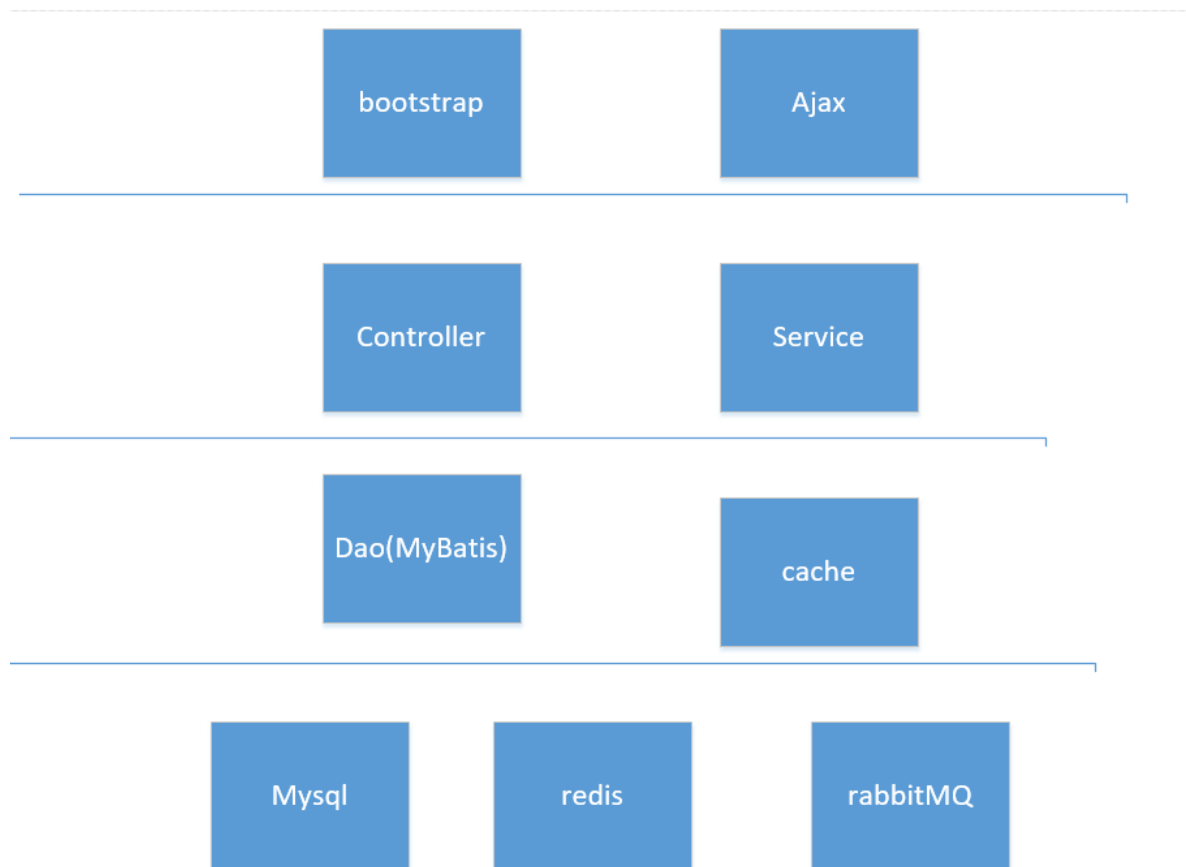 bootstrap
Ajax
Controller
Service
Dao(MyBatis)
cache
Mysql
redis
rabbitMQ